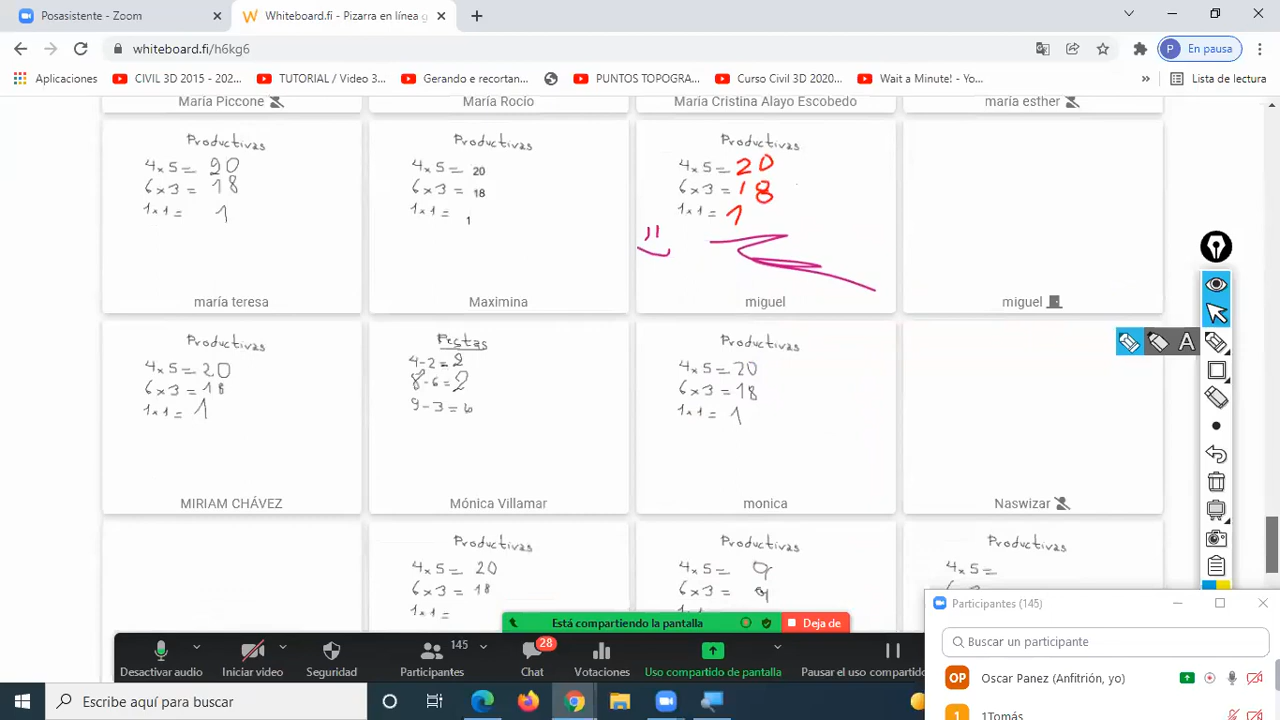 Posasistente - Zoom
Whiteboard.fi - Pizarra en línea g
whiteboard.fi/h6kg6
En pausa
Aplicaciones
CIVIL 3D 2015 - 202...
TUTORIAL / Video 3...
Gerando e recortan...
PUNTOS TOPOGRA...
Curso Civil 3D 2020...
Wait a Minute! - Yo...
»
Lista de lectura
María Piccone
María Rocío
María Cristina Alayo Escobedo
maría esther
Productivas
4x5= 20
6x3 = 18
1x1 = 1
maría teresa
Productivas
4x5= 20
6x3 = 18
1x1 = 1
Maximina
Productivas
4x5= 20
6x3 = 18
1x1 = 1
miguel
miguel
Productivas
4x5=20
6x3 =18
1x1 = 1
MIRIAM CHÁVEZ
4-2=2
8-6=2
9-3=6
Mónica Villamar
Productivas
4x5=20
6x3 = 18
1x1 = 1
monica
Naswizar
Productivas
4x5= 20
6x3 = 18
1x1 =
Productivas
4x5= 9
6x3 = 9
Productivas
4x5=
A
Está compartiendo la pantalla
Deja de
Desactivar audio
Iniciar video
Seguridad
145
Participantes
28
Chat
Votaciones
Uso compartido de pantalla
Pausar el uso compartido
Participantes (145)
Buscar un participante
OP
Oscar Panez (Anfitrión, yo)
1
1Tomás
Escribe aquí para buscar